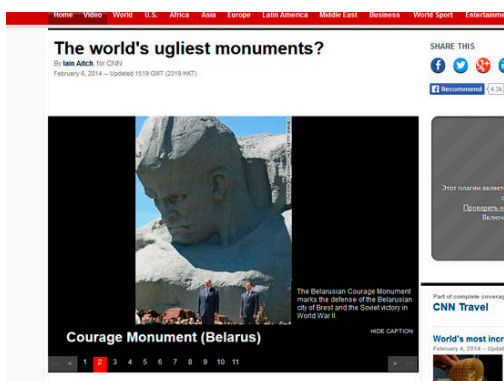 Home Video World U.S. Africa Asia Europe Latin America Middle East Business World Sport
The world's ugliest monuments?
By Iain Aitch, for CNN
February 6, 2014 -- Updated 1519 GMT (2319 HKT)
SHARE THIS
Recommend 4.3k
Этот плагин
Включ
The Belarusian Courage Monument
marks the defense of the Belarusian
city of Brest and the Soviet victory in
World War II.
HIDE CAPTION
Courage Monument (Belarus)
<< < 1 2 3 4 5 6 7 8 9 10 11 >
Part of complete coverag
CNN Travel
World's most incr
February 4, 2014 -- Updat